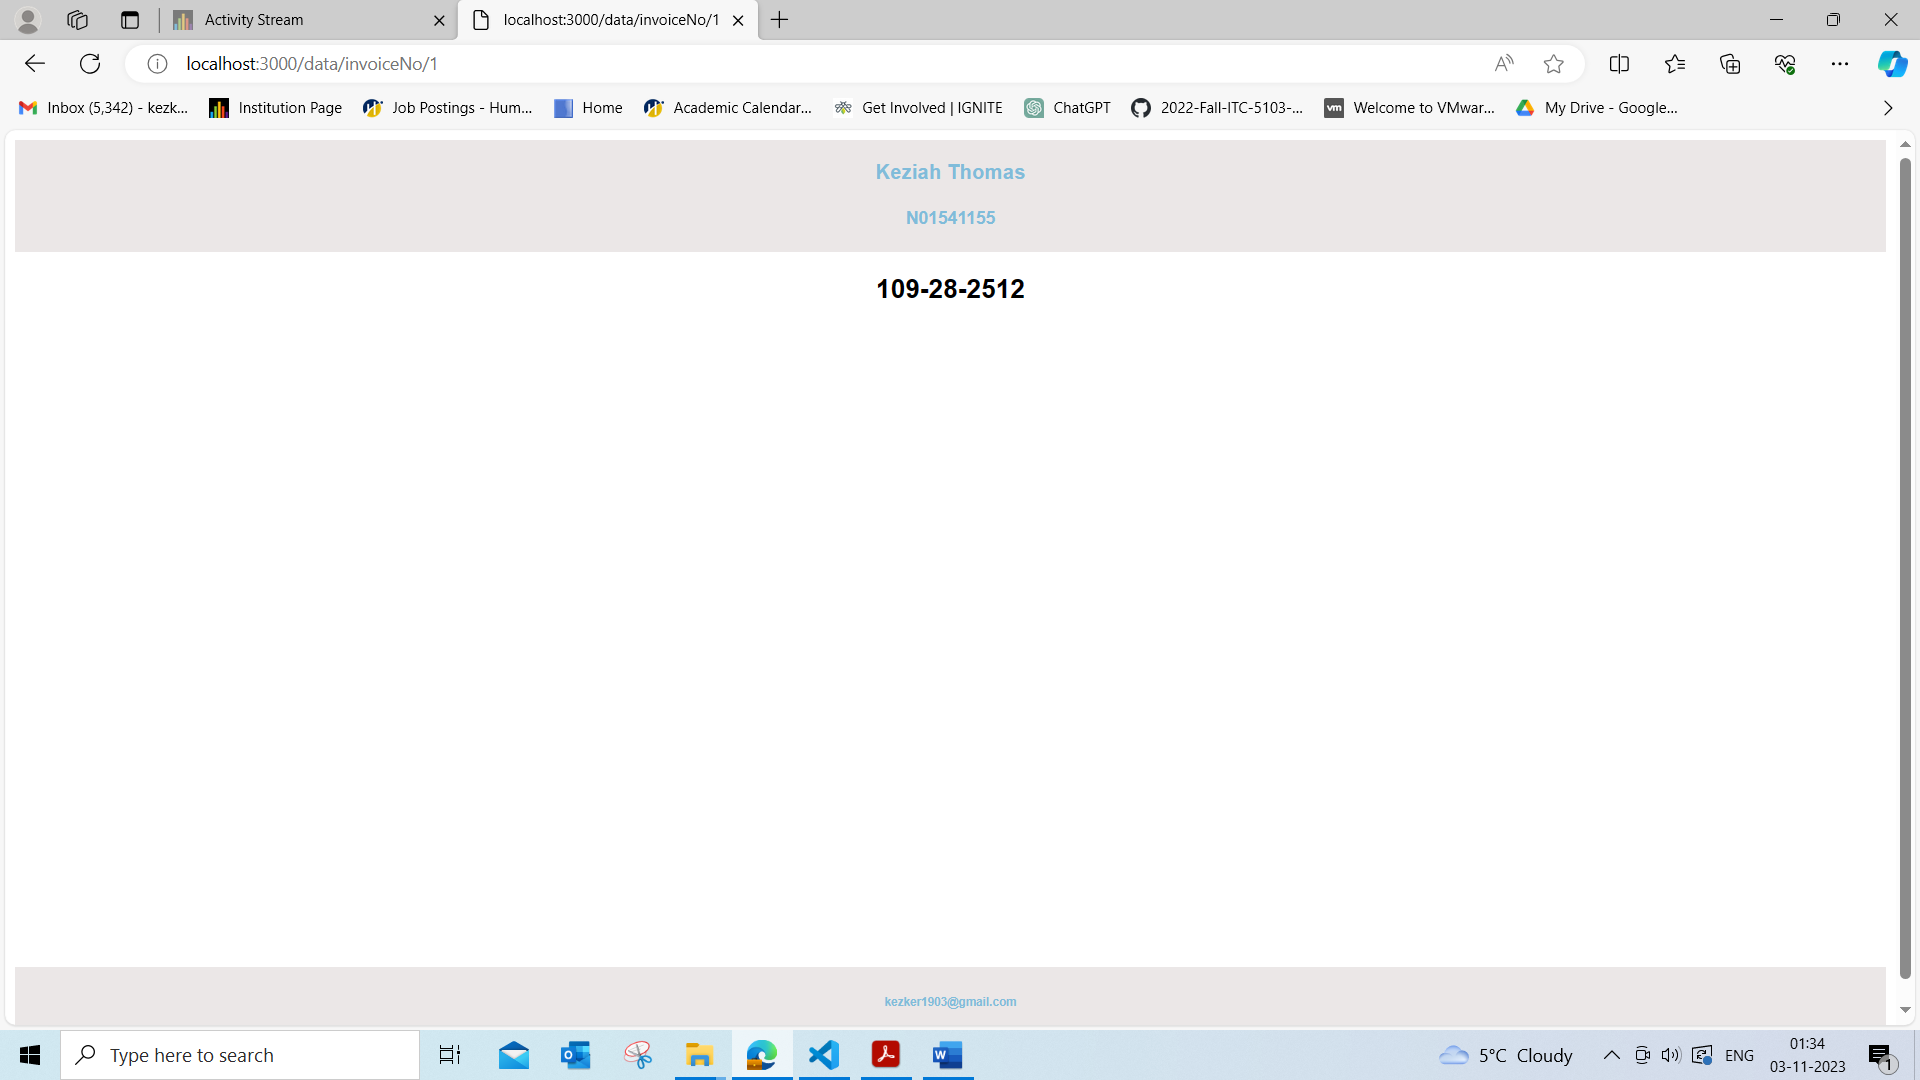 Activity Stream
localhost:3000/data/invoiceNo/1
localhost:3000/data/invoiceNo/1
Inbox (5,342) - kezk...
Institution Page
Job Postings - Hum...
Home
Academic Calendar...
Get Involved | IGNITE
ChatGPT
2022-Fall-ITC-5103-...
vm
Welcome to VMwar...
My Drive - Google...
Keziah Thomas
N01541155
109-28-2512
kezker1903@gmail.com
Type here to search
5°C Cloudy
ENG
01:34
03-11-2023
1